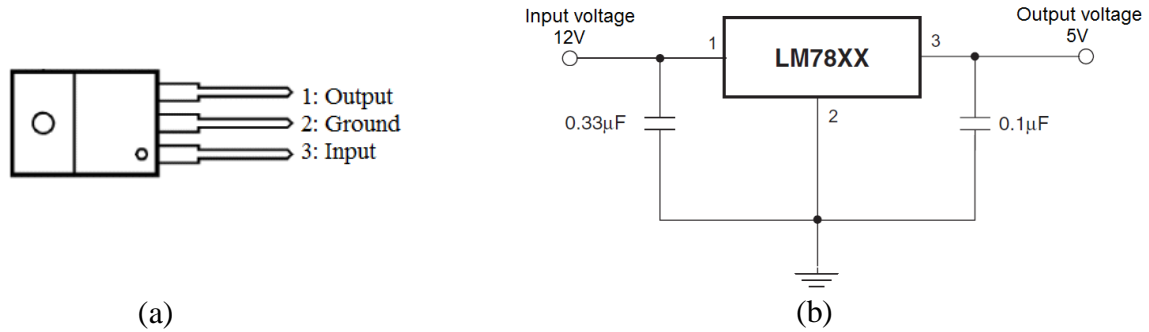 1: Output
2: Ground
3: Input
(a)
Input voltage
12V
Output voltage
5V
1
LM78XX
3
2
0.33μF
0.1μF
(b)